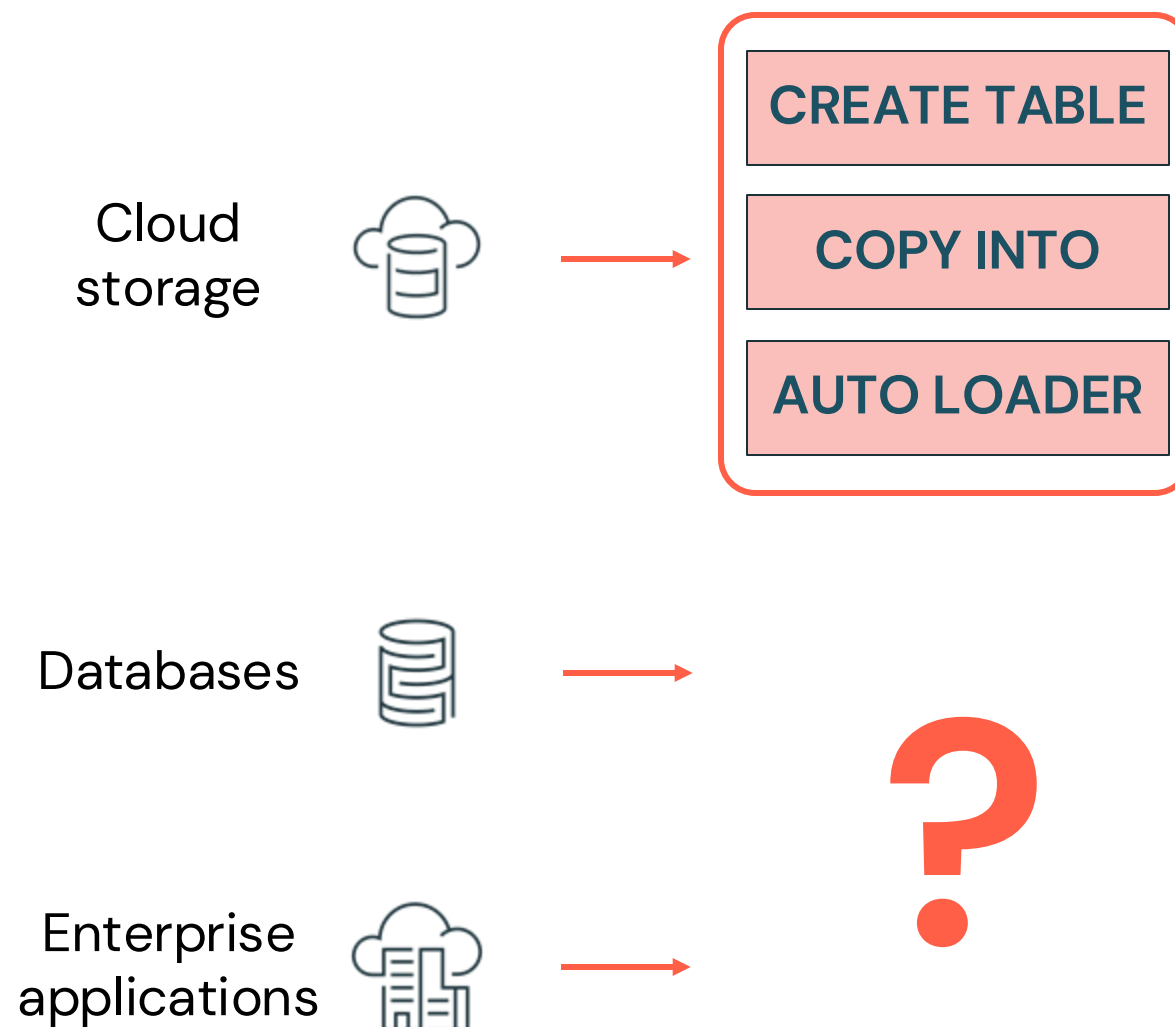 CREATE TABLE
Cloud
storage
COPY INTO
AUTO LOADER
Databases
?
Enterprise
applications